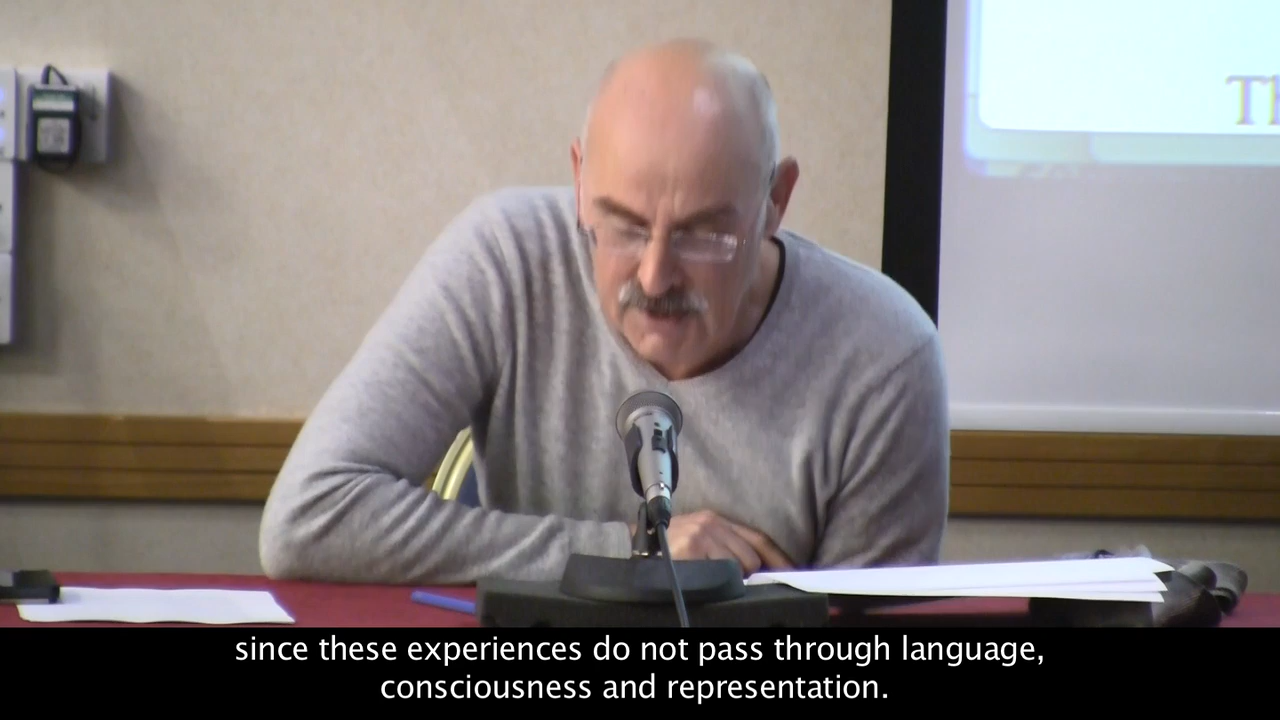 since these experiences do not pass through language,
consciousness and representation.